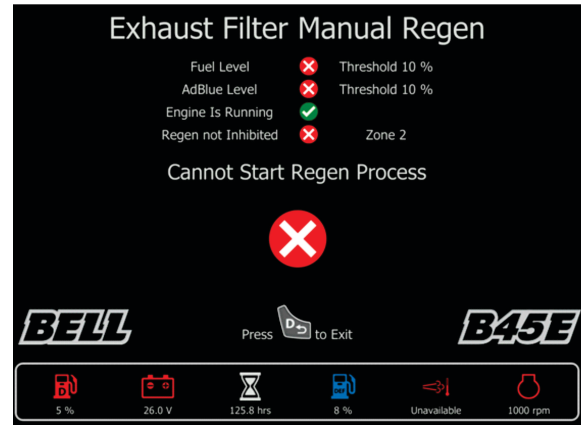 Exhaust Filter Manual Regen
Fuel Level Threshold 10 %
AdBlue Level Threshold 10 %
Engine Is Running
Regen not Inhibited Zone 2
Cannot Start Regen Process
BELL Press D to Exit B45E
D
5 % 26.0 V 125.8 hrs 8 % Unavailable 1000 rpm